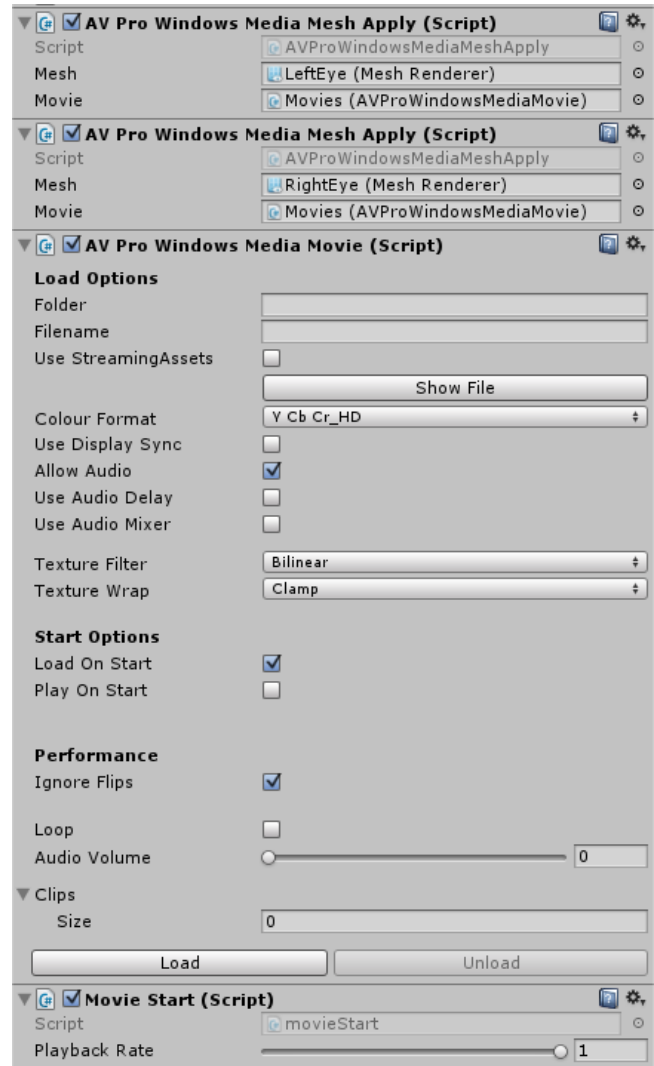 AV Pro Windows Media Mesh Apply (Script)
Script AVProWindowsMediaMeshApply
Mesh LeftEye (Mesh Renderer)
Movie Movies (AVProWindowsMediaMovie)
AV Pro Windows Media Mesh Apply (Script)
Script AVProWindowsMediaMeshApply
Mesh RightEye (Mesh Renderer)
Movie Movies (AVProWindowsMediaMovie)
AV Pro Windows Media Movie (Script)
Load Options
Folder
Filename
Use StreamingAssets
Show File
Colour Format Y Cb Cr_HD
Use Display Sync
Allow Audio
Use Audio Delay
Use Audio Mixer
Texture Filter Bilinear
Texture Wrap Clamp
Start Options
Load On Start
Play On Start
Performance
Ignore Flips
Loop
Audio Volume 0
Clips
Size 0
Load Unload
Movie Start (Script)
Script movieStart
Playback Rate 1